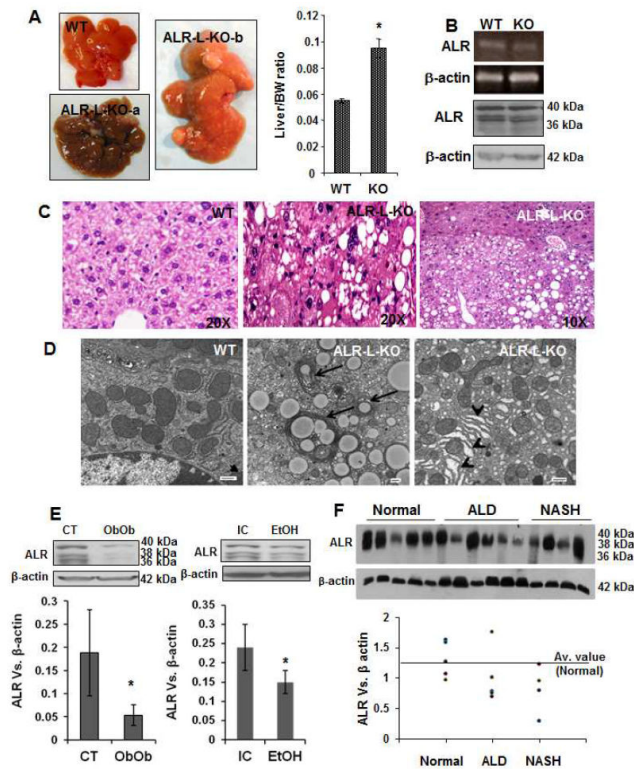 A
WT
ALR-L-KO-a
ALR-L-KO-b
Liver/BW ratio
0.12
0.1
0.08
0.06
0.04
0.02
0
*
WT KO
B
WT KO
ALR
β-actin
ALR
40 kDa
36 kDa
β-actin
42 kDa
C
WT
20X
ALR-L-KO
20X
ALR-L-KO
10X
D
WT
ALR-L-KO
ALR-L-KO
E
CT ObOb
ALR
40 kDa
38 kDa
36 kDa
β-actin
42 kDa
IC EtOH
ALR
40 kDa
38 kDa
36 kDa
β-actin
42 kDa
ALR Vs. β-actin
0.3
0.25
0.2
0.15
0.1
0.05
0
*
CT ObOb
ALR Vs. β-actin
0.35
0.3
0.25
0.2
0.15
0.1
0.05
0
*
IC EtOH
F
Normal ALD NASH
ALR
40 kDa
38 kDa
36 kDa
β-actin
42 kDa
ALR Vs. β actin
2
1.5
1
0.5
0
Av. value
(Normal)
Normal ALD NASH